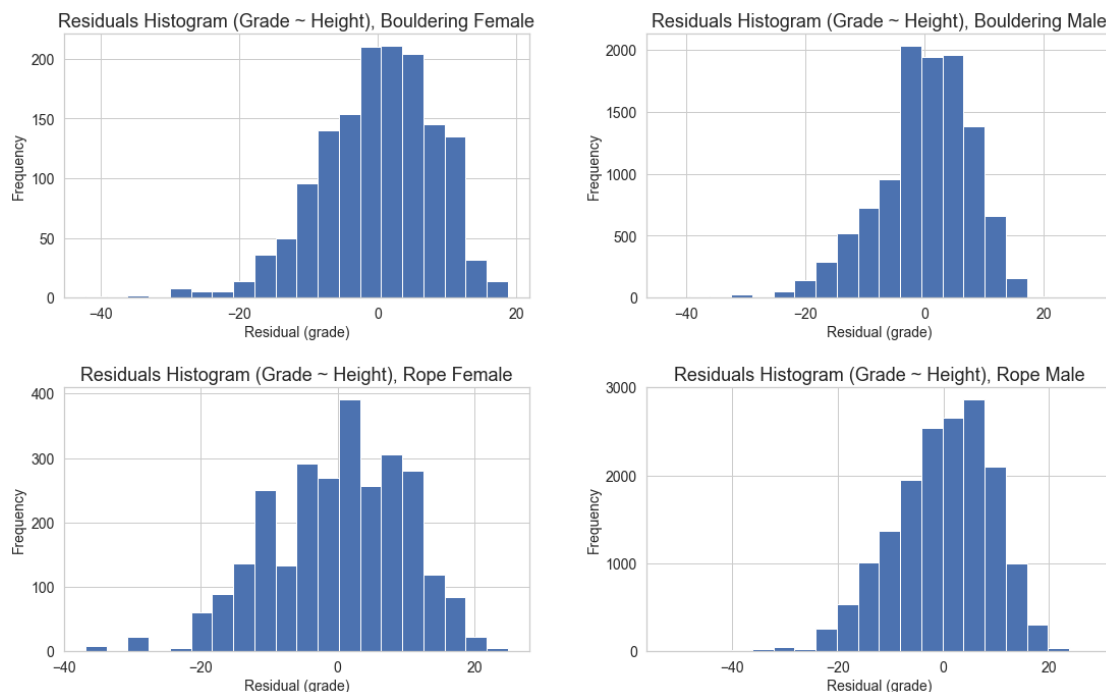 Residuals Histogram (Grade ~ Height), Bouldering Female
Frequency
200
150
100
50
0
−40 −20 0 20
Residual (grade)
Residuals Histogram (Grade ~ Height), Bouldering Male
Frequency
2000
1500
1000
500
0
−40 −20 0 20
Residual (grade)
Residuals Histogram (Grade ~ Height), Rope Female
Frequency
400
300
200
100
0
−40 −20 0 20
Residual (grade)
Residuals Histogram (Grade ~ Height), Rope Male
Frequency
3000
2000
1000
0
−40 −20 0 20
Residual (grade)